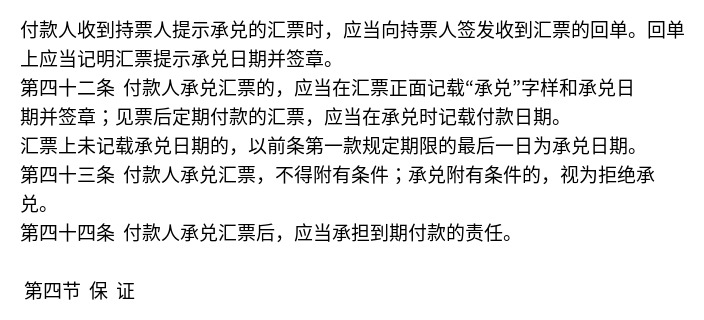 付款人收到持票人提示承兑的汇票时，应当向持票人签发收到汇票的回单。回单
上应当记明汇票提示承兑日期并签章。
第四十二条 付款人承兑汇票的，应当在汇票正面记载“承兑”字样和承兑日
期并签章；见票后定期付款的汇票，应当在承兑时记载付款日期。
汇票上未记载承兑日期的，以前条第一款规定期限的最后一日为承兑日期。
第四十三条 付款人承兑汇票，不得附有条件；承兑附有条件的，视为拒绝承
兑。
第四十四条 付款人承兑汇票后，应当承担到期付款的责任。
第四节 保 证